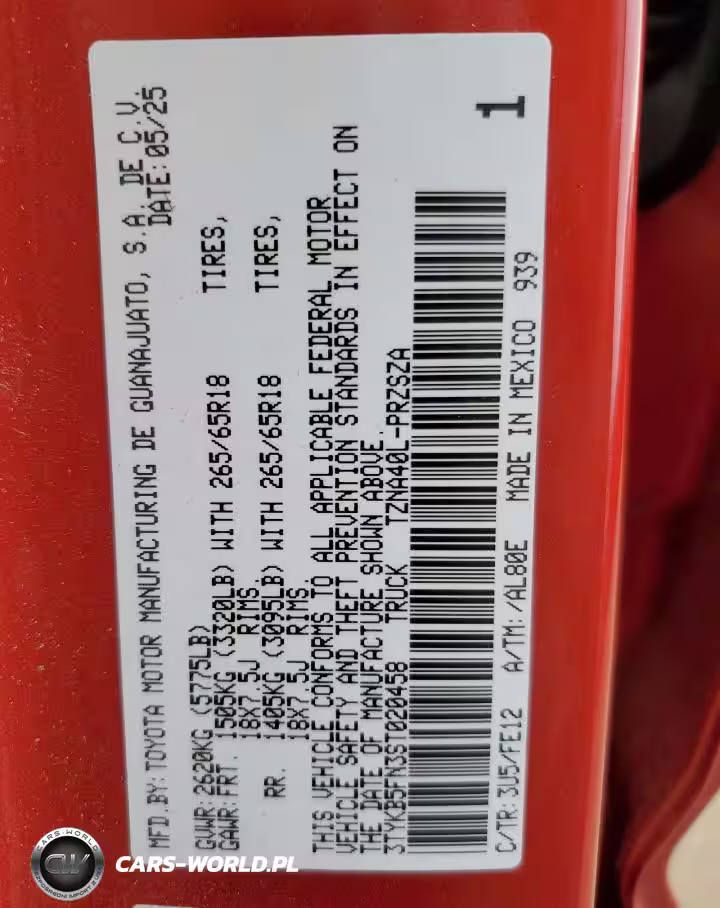 MFD.BY: TOYOTA MOTOR MANUFACTURING DE GUANAJUATO, S.A. DE C.V.
DATE: 05/25
GVWR: 2620KG (5775LB)
GAWR: FRT. 1505KG (3320LB) WITH 265/65R18 TIRES,
18X7.5J RIMS.
RR. 1405KG (3095LB) WITH 265/65R18 TIRES,
18X7.5J RIMS.
THIS VEHICLE CONFORMS TO ALL APPLICABLE FEDERAL MOTOR
VEHICLE SAFETY AND THEFT PREVENTION STANDARDS IN EFFECT ON
THE DATE OF MANUFACTURE SHOWN ABOVE.
3TYKB5FN3ST020458 TRUCK TZNA40L-PRZSZA
1
C/TR: 3U5/FE12 A/TM: /AL80E MADE IN MEXICO 939
CARS-WORLD
CW
CARS-WORLD.PL